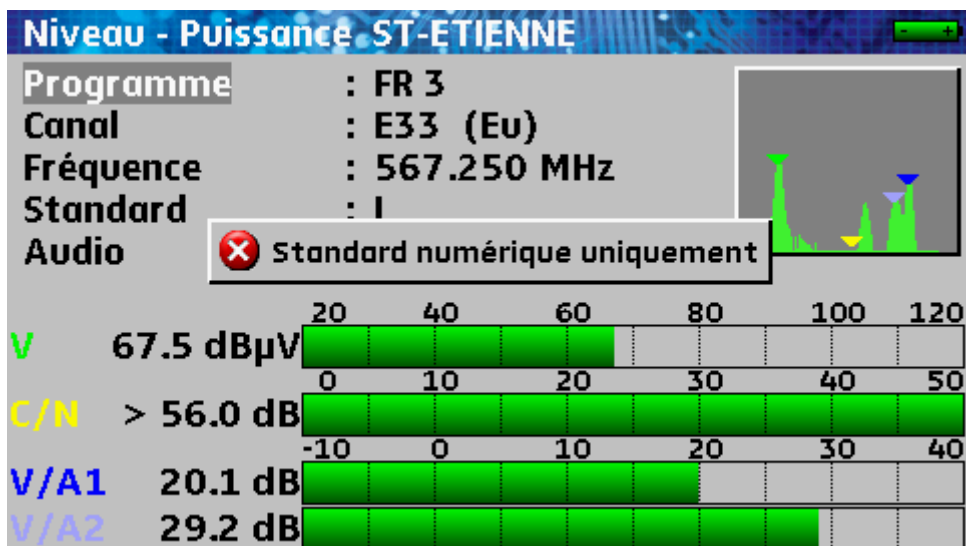 Niveau - Puissance ST-ETIENNE
Programme : FR 3
Canal : E33 (Eu)
Fréquence : 567.250 MHz
Standard :
Audio
Standard numérique uniquement
20 40 60 80 100 120
V 67.5 dBµV
0 10 20 30 40 50
C/N > 56.0 dB
-10 0 10 20 30 40
V/A1 20.1 dB
V/A2 29.2 dB